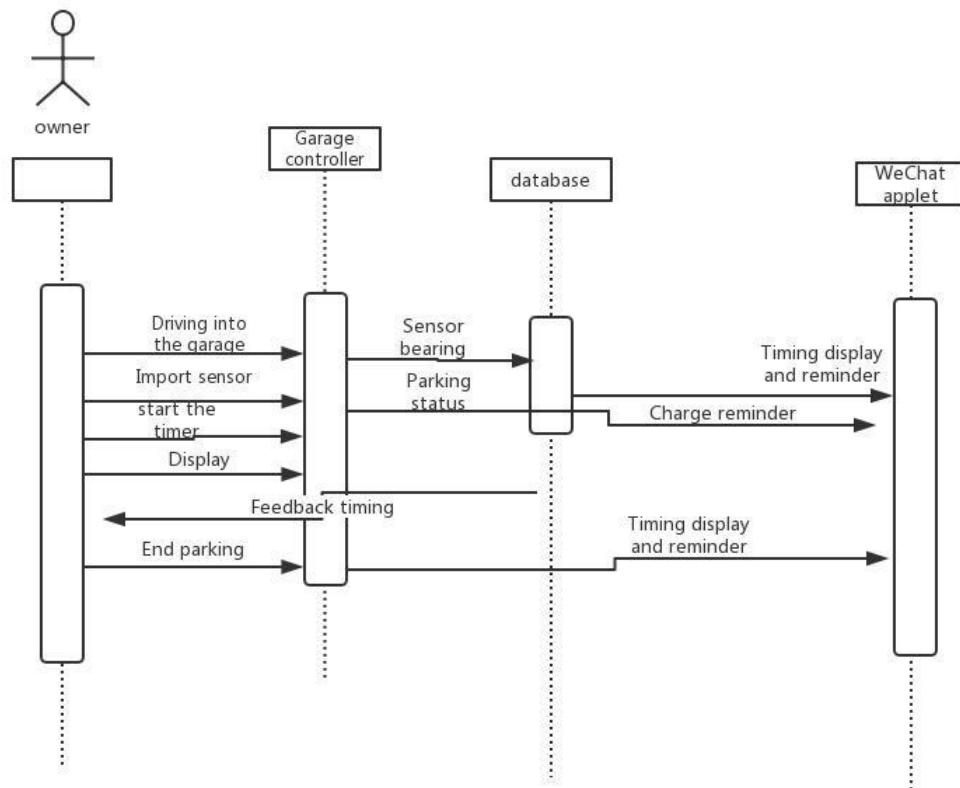 owner
Garage
controller
database
WeChat
applet
Driving into
the garage
Sensor
bearing
Timing display
and reminder
Import sensor
Parking
status
start the
timer
Charge reminder
Display
Feedback timing
Timing display
and reminder
End parking